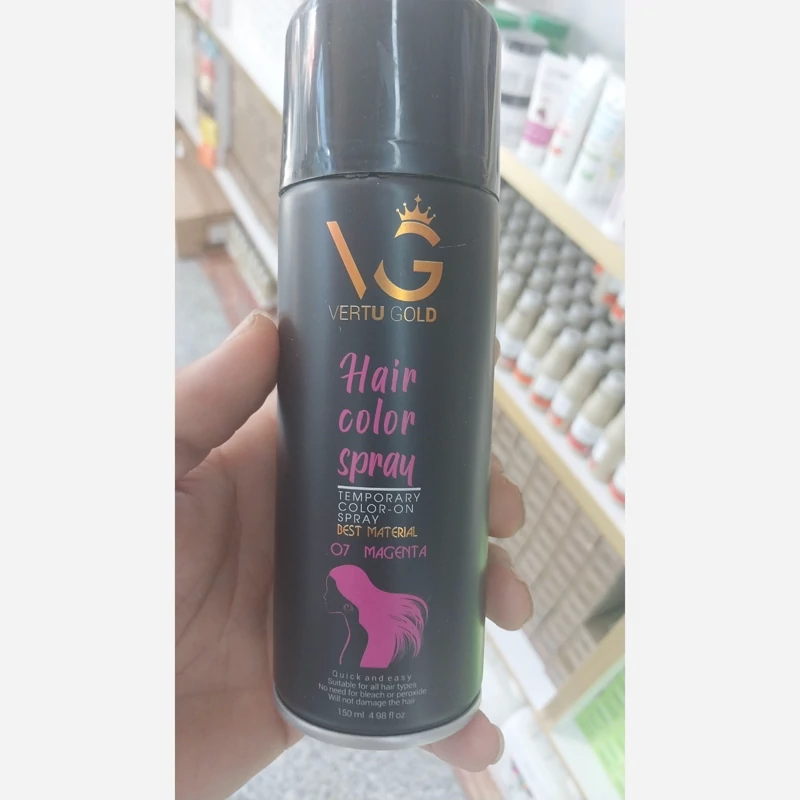 VG
VERTU GOLD
Hair
color
spray
TEMPORARY
COLOR-ON
SPRAY
BEST MATERIAL
07 MAGENTA
Quick and easy
Suitable for all hair types
No need for bleach or peroxide
Will not damage the hair
150 ml 4.98 fl oz